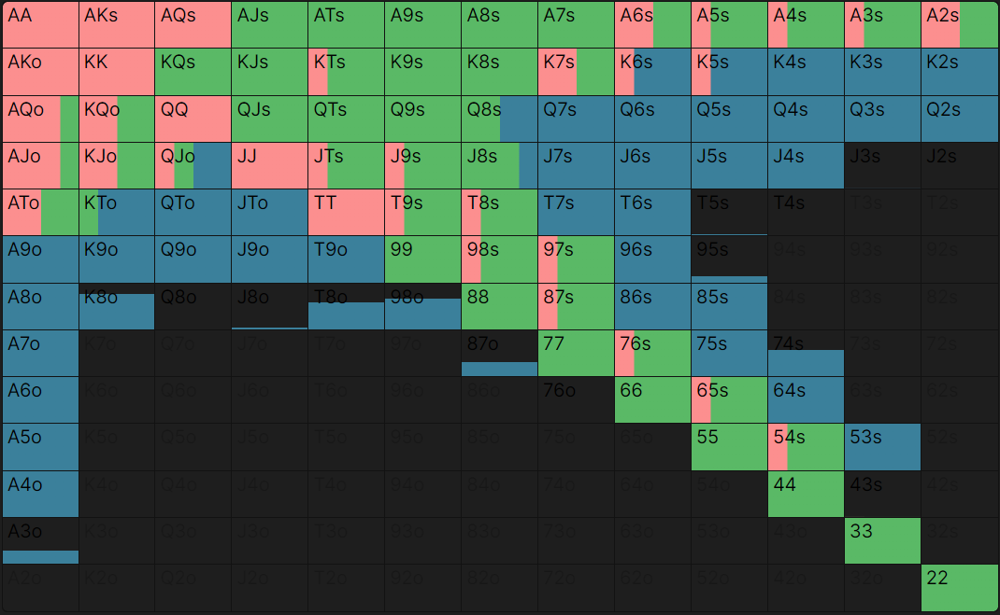 AA AKs AQs AJs ATs A9s A8s A7s A6s A5s A4s A3s A2s
AKo KK KQs KJs KTs K9s K8s K7s K6s K5s K4s K3s K2s
AQo KQo QQ QJs QTs Q9s Q8s Q7s Q6s Q5s Q4s Q3s Q2s
AJo KJo QJo JJ JTs J9s J8s J7s J6s J5s J4s J3s J2s
ATo KTo QTo JTo TT T9s T8s T7s T6s T5s T4s T3s T2s
A9o K9o Q9o J9o T9o 99 98s 97s 96s 95s 94s 93s 92s
A8o K8o Q8o J8o T8o 98o 88 87s 86s 85s 84s 83s 82s
A7o K7o Q7o J7o T7o 97o 87o 77 76s 75s 74s 73s 72s
A6o K6o Q6o J6o T6o 96o 86o 76o 66 65s 64s 63s 62s
A5o K5o Q5o J5o T5o 95o 85o 75o 65o 55 54s 53s 52s
A4o K4o Q4o J4o T4o 94o 84o 74o 64o 54o 44 43s 42s
A3o K3o Q3o J3o T3o 93o 83o 73o 63o 53o 43o 33 32s
A2o K2o Q2o J2o T2o 92o 82o 72o 62o 52o 42o 32o 22